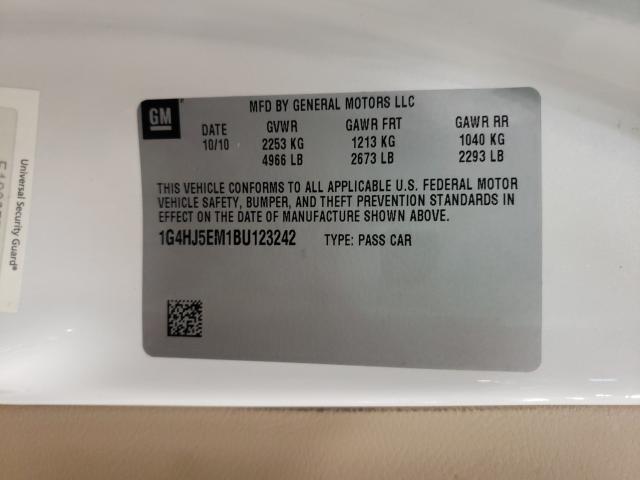 GM
MFD BY GENERAL MOTORS LLC
DATE GVWR GAWR FRT GAWR RR
10/10 2253 KG 1213 KG 1040 KG
4966 LB 2673 LB 2293 LB
THIS VEHICLE CONFORMS TO ALL APPLICABLE U.S. FEDERAL MOTOR
VEHICLE SAFETY, BUMPER, AND THEFT PREVENTION STANDARDS IN
EFFECT ON THE DATE OF MANUFACTURE SHOWN ABOVE.
1G4HJ5EM1BU123242 TYPE: PASS CAR
Universal Security Guard®